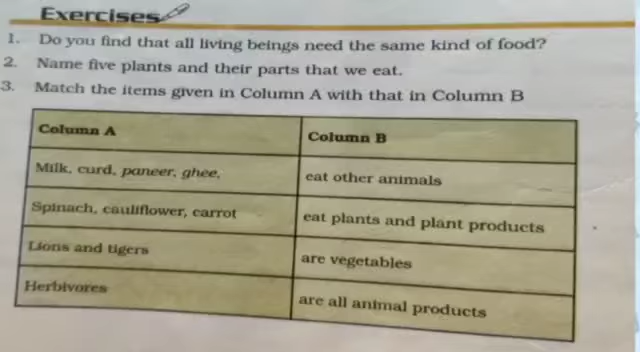 Exercises
1. Do you find that all living beings need the same kind of food?
2. Name five plants and their parts that we eat.
3. Match the items given in Column A with that in Column B
Column A Column B
Milk, curd, paneer, ghee, eat other animals
Spinach, cauliflower, carrot eat plants and plant products
Lions and tigers are vegetables
Herbivores are all animal products